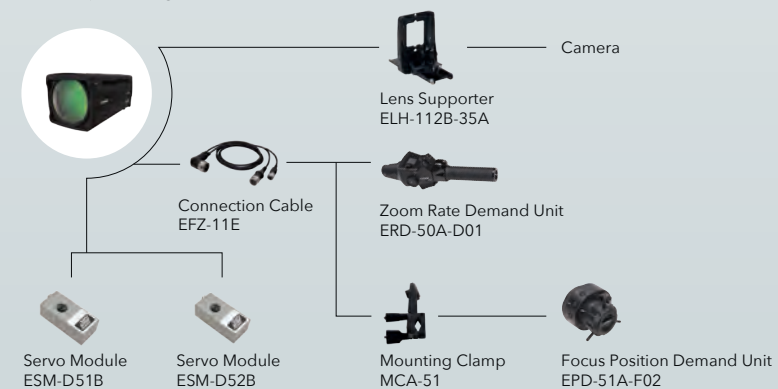 Camera
Lens Supporter
ELH-112B-35A
Connection Cable
EFZ-11E
Zoom Rate Demand Unit
ERD-50A-D01
Servo Module
ESM-D51B
Servo Module
ESM-D52B
Mounting Clamp
MCA-51
Focus Position Demand Unit
EPD-51A-F02